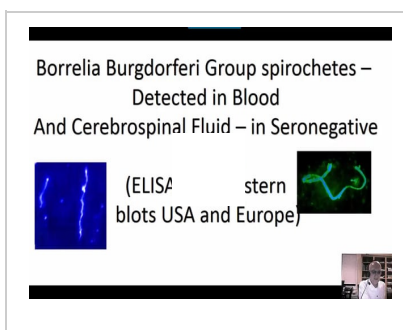 Borrelia Burgdorferi Group spirochetes –
Detected in Blood
And Cerebrospinal Fluid – in Seronegative
(ELISA stern
blots USA and Europe)